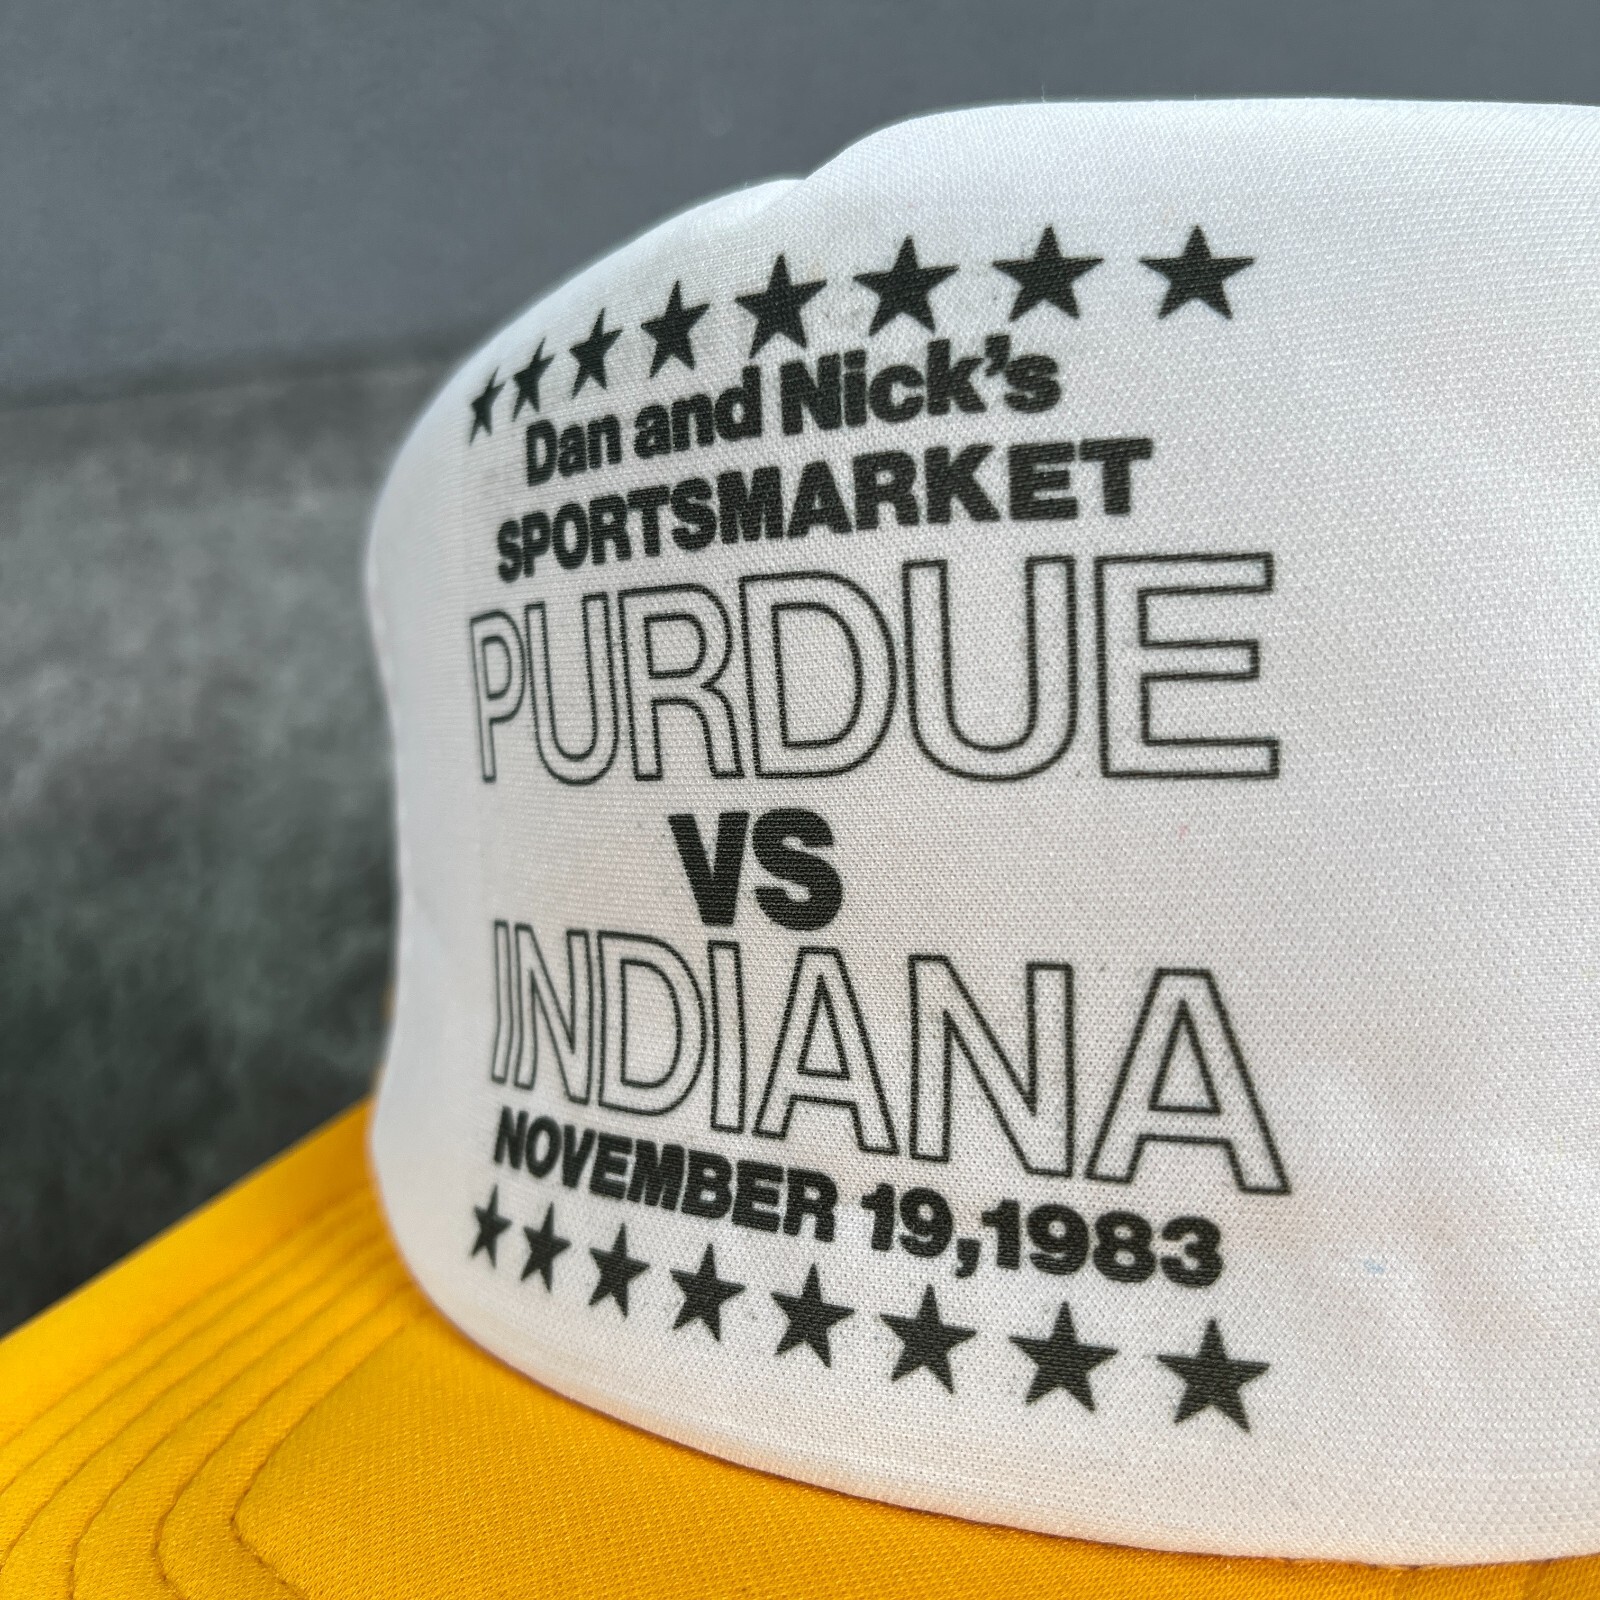 Dan and Nick's
SPORTSMARKET
PURDUE
VS
INDIANA
NOVEMBER 19,1983